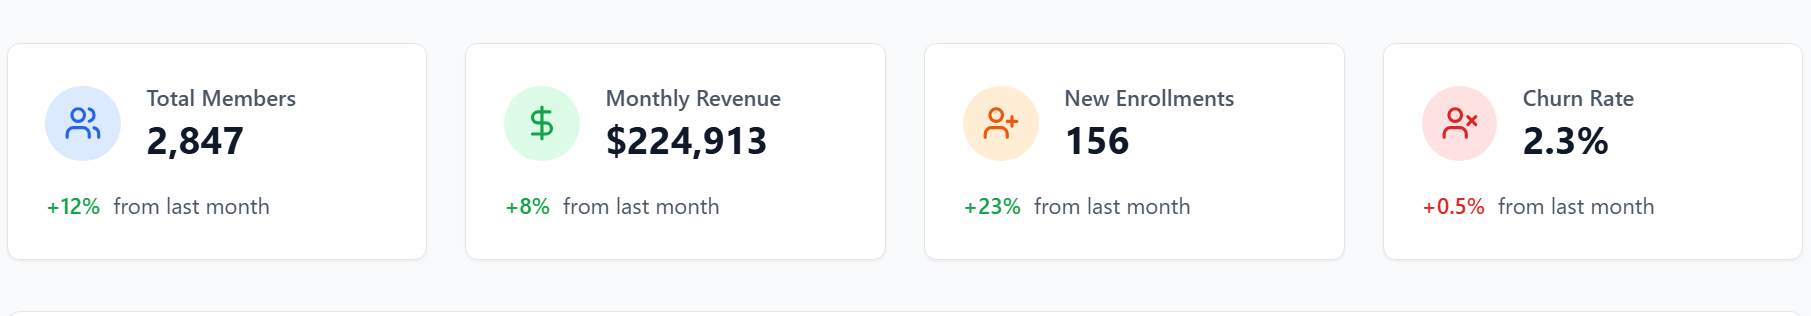 Total Members
2,847
+12% from last month
Monthly Revenue
$224,913
+8% from last month
New Enrollments
156
+23% from last month
Churn Rate
2.3%
+0.5% from last month